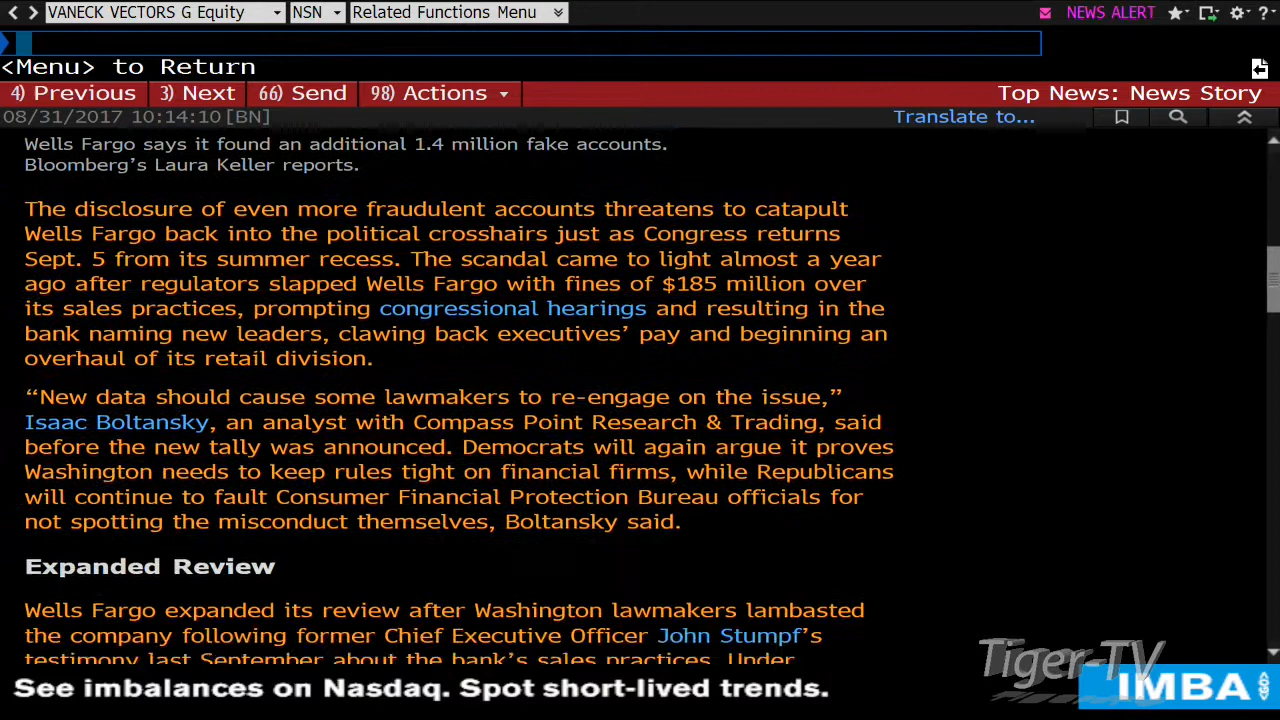 VANECK VECTORS G Equity NSN Related Functions Menu NEWS ALERT ?
<Menu> to Return
4) Previous 3) Next 66) Send 98) Actions Top News: News Story
08/31/2017 10:14:10 [BN] Translate to...
Wells Fargo says it found an additional 1.4 million fake accounts.
Bloomberg's Laura Keller reports.
The disclosure of even more fraudulent accounts threatens to catapult
Wells Fargo back into the political crosshairs just as Congress returns
Sept. 5 from its summer recess. The scandal came to light almost a year
ago after regulators slapped Wells Fargo with fines of $185 million over
its sales practices, prompting congressional hearings and resulting in the
bank naming new leaders, clawing back executives' pay and beginning an
overhaul of its retail division.
“New data should cause some lawmakers to re-engage on the issue,”
Isaac Boltansky, an analyst with Compass Point Research & Trading, said
before the new tally was announced. Democrats will again argue it proves
Washington needs to keep rules tight on financial firms, while Republicans
will continue to fault Consumer Financial Protection Bureau officials for
not spotting the misconduct themselves, Boltansky said.
Expanded Review
Wells Fargo expanded its review after Washington lawmakers lambasted
the company following former Chief Executive Officer John Stumpf's
testimony last September about the bank's sales practices. Under
Tiger-TV
See imbalances on Nasdaq. Spot short-lived trends. IMBA